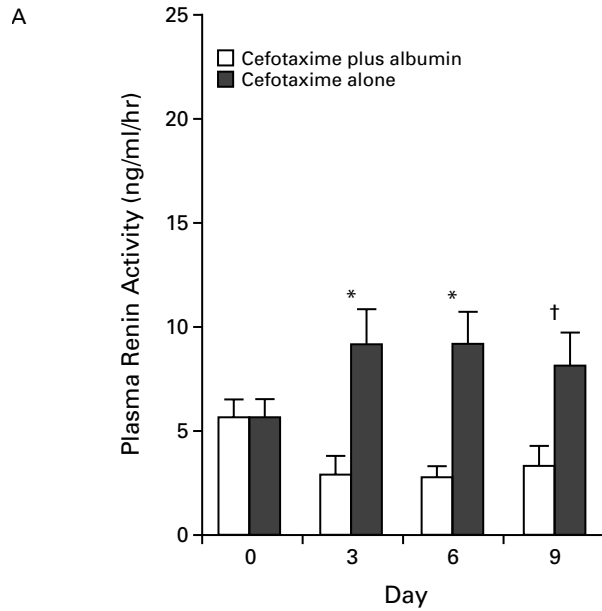 A
25
20
15
10
5
0
Plasma Renin Activity (ng/ml/hr)
Cefotaxime plus albumin
Cefotaxime alone
* * †
0 3 6 9
Day